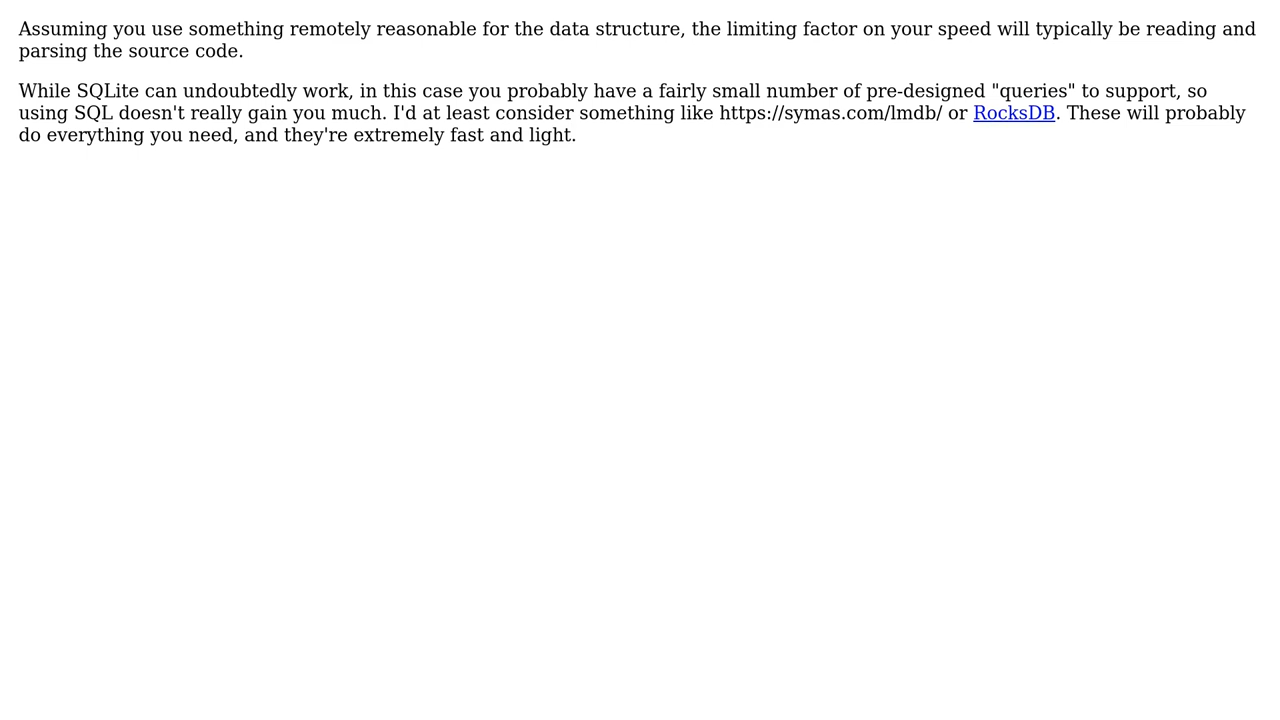 Assuming you use something remotely reasonable for the data structure, the limiting factor on your speed will typically be reading and
parsing the source code.
While SQLite can undoubtedly work, in this case you probably have a fairly small number of pre-designed "queries" to support, so
using SQL doesn't really gain you much. I'd at least consider something like https://symas.com/lmdb/ or RocksDB. These will probably
do everything you need, and they're extremely fast and light.